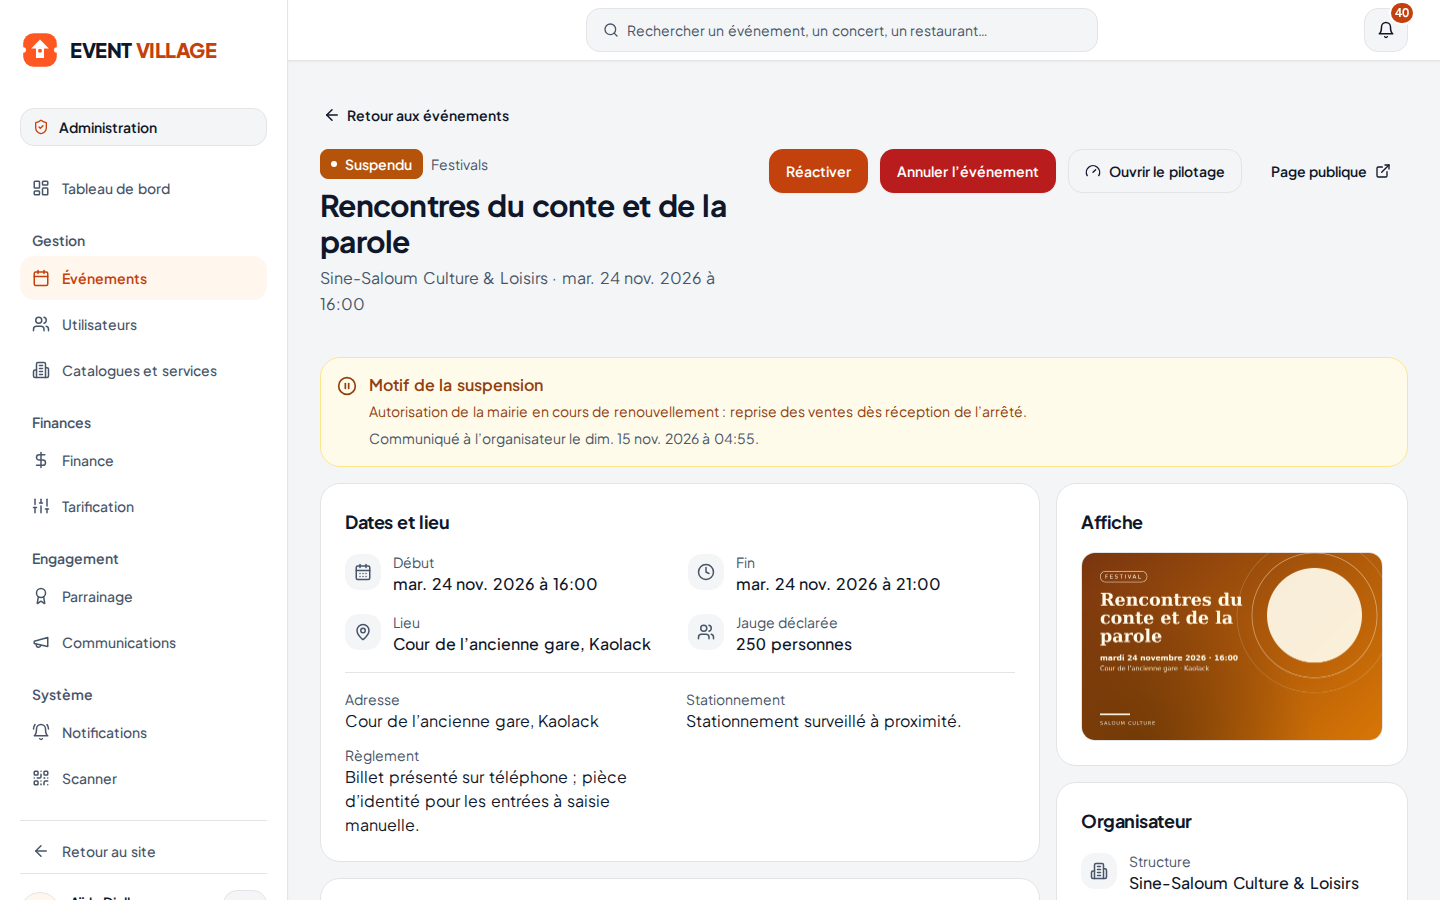 EVENT VILLAGE
Administration
Tableau de bord
Gestion
Événements
Utilisateurs
Catalogues et services
Finances
Finance
Tarification
Engagement
Parrainage
Communications
Système
Notifications
Scanner
Retour au site
Rechercher un événement, un concert, un restaurant…
40
Retour aux événements
Suspendu
Festivals
Rencontres du conte et de la
parole
Sine-Saloum Culture & Loisirs · mar. 24 nov. 2026 à
16:00
Réactiver
Annuler l’événement
Ouvrir le pilotage
Page publique
Motif de la suspension
Autorisation de la mairie en cours de renouvellement : reprise des ventes dès réception de l’arrêté.
Communiqué à l’organisateur le dim. 15 nov. 2026 à 04:55.
Dates et lieu
Début
mar. 24 nov. 2026 à 16:00
Fin
mar. 24 nov. 2026 à 21:00
Lieu
Cour de l’ancienne gare, Kaolack
Jauge déclarée
250 personnes
Adresse
Cour de l’ancienne gare, Kaolack
Stationnement
Stationnement surveillé à proximité.
Règlement
Billet présenté sur téléphone ; pièce
d’identité pour les entrées à saisie
manuelle.
Affiche
FESTIVAL
Rencontres du
conte et de la
parole
mardi 24 novembre 2026 · 16:00
Cour de l’ancienne gare · Kaolack
SALOUM CULTURE
Organisateur
Structure
Sine-Saloum Culture & Loisirs